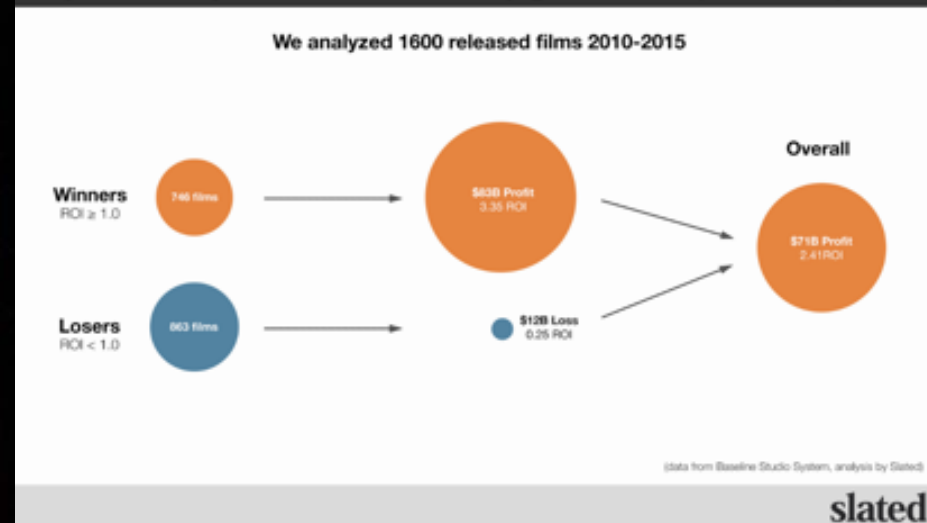 We analyzed 1600 released films 2010-2015
Overall
Winners
ROI ≥ 1.0
746 films
$83B Profit
3.35 ROI
$71B Profit
2.41ROI
Losers
ROI < 1.0
863 films
$12B Loss
0.25 ROI
(data from Baseline Studio System, analysis by Slated)
slated